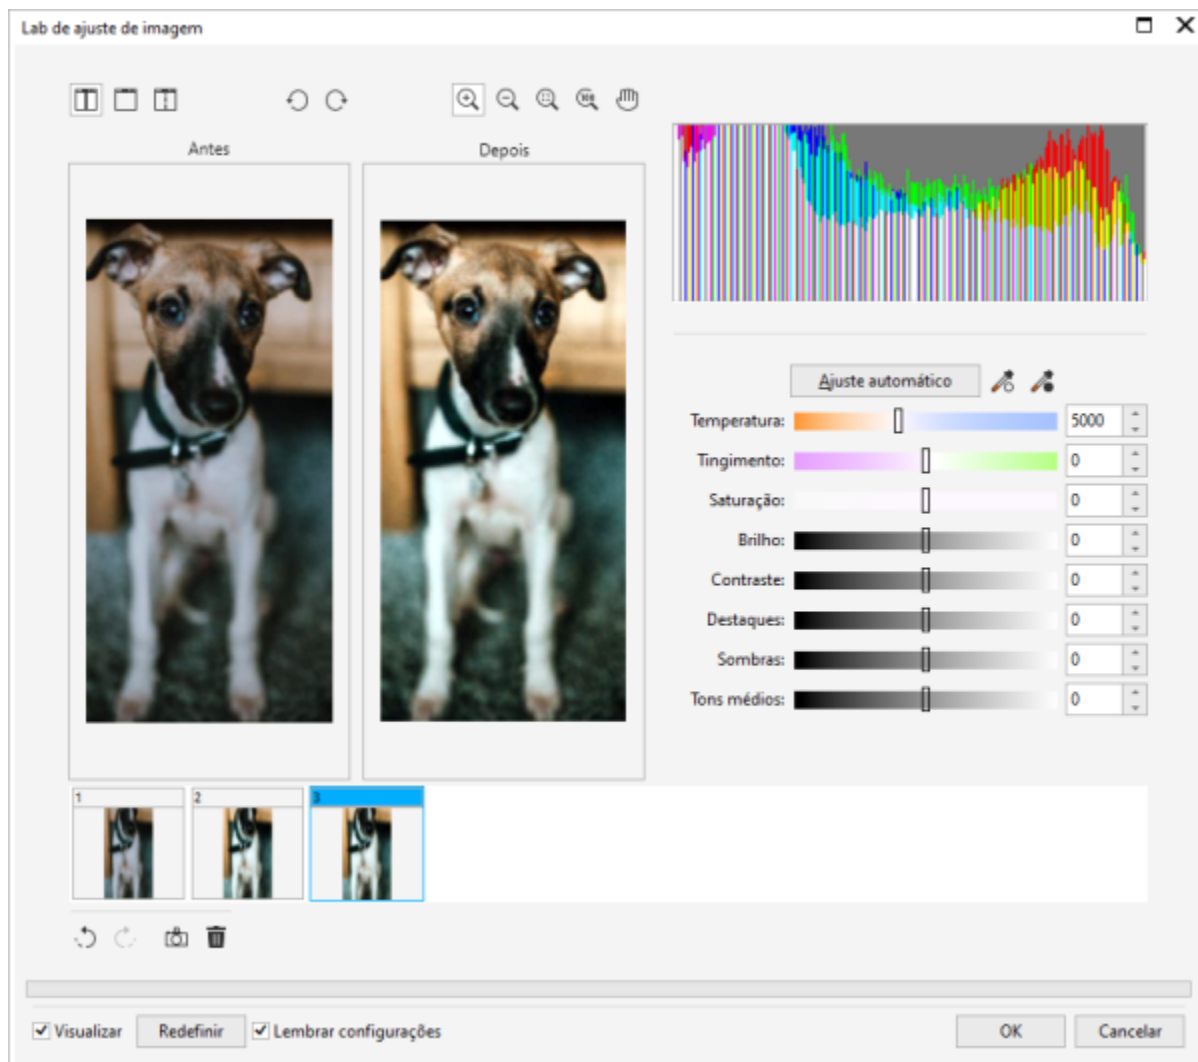 Lab de ajuste de imagem
Antes
Depois
Ajuste automático
Temperatura: 5000
Tingimento: 0
Saturação: 0
Brilho: 0
Contraste: 0
Destaques: 0
Sombras: 0
Tons médios: 0
1 2 3
Visualizar Redefinir Lembrar configurações OK Cancelar